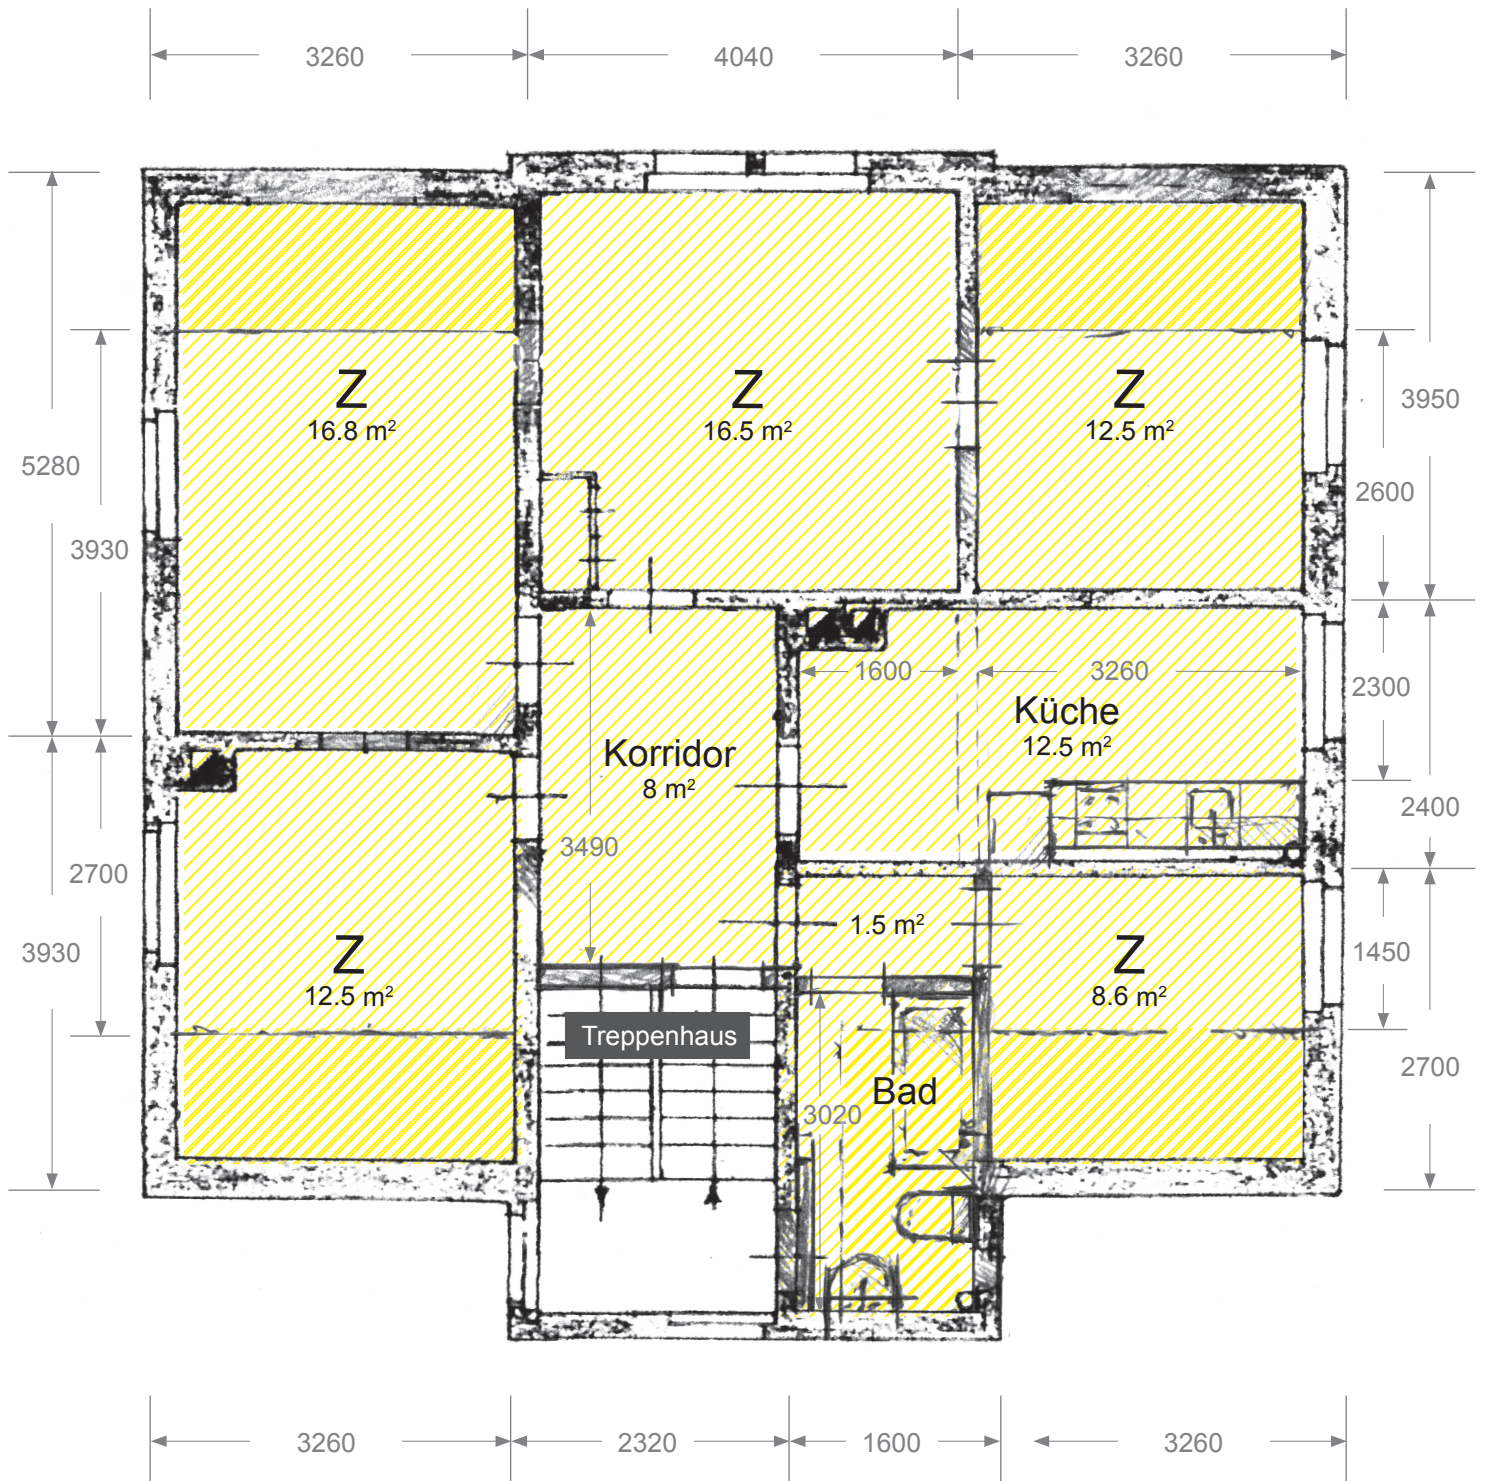 3260
4040
3260
Z
16.8 m²
Z
16.5 m²
Z
12.5 m²
3950
5280
2600
3930
1600
3260
2300
Küche
12.5 m²
Korridor
8 m²
2400
3490
2700
1.5 m²
3930
1450
Z
12.5 m²
Z
8.6 m²
Treppenhaus
2700
Bad
3020
3260
2320
1600
3260